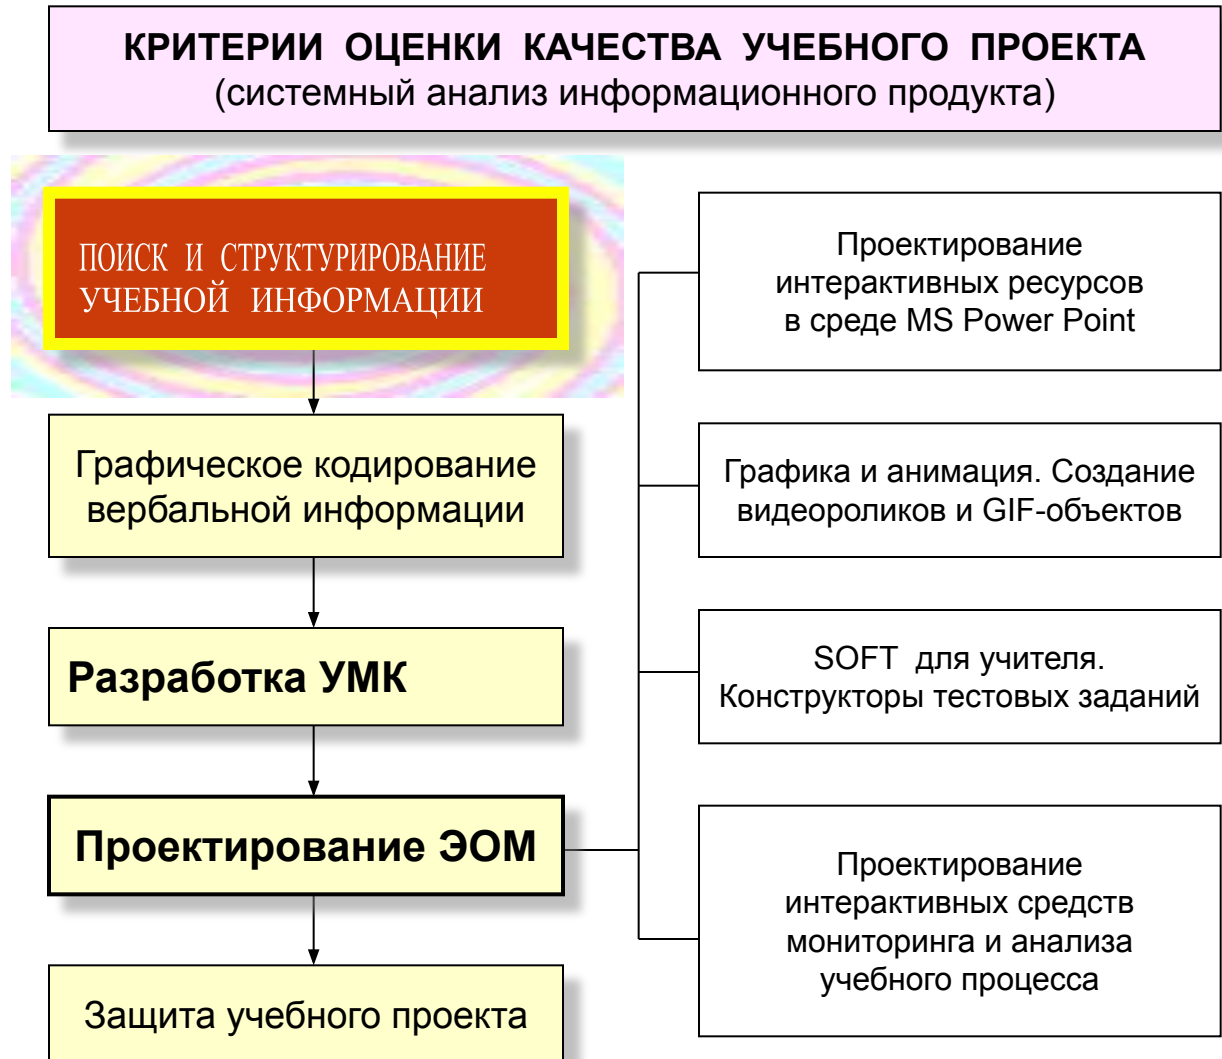 КРИТЕРИИ ОЦЕНКИ КАЧЕСТВА УЧЕБНОГО ПРОЕКТА
(системный анализ информационного продукта)
ПОИСК И СТРУКТУРИРОВАНИЕ
УЧЕБНОЙ ИНФОРМАЦИИ
Графическое кодирование
вербальной информации
Разработка УМК
Проектирование ЭОМ
Защита учебного проекта
Проектирование
интерактивных ресурсов
в среде MS Power Point
Графика и анимация. Создание
видеороликов и GIF-объектов
SOFT для учителя.
Конструкторы тестовых заданий
Проектирование
интерактивных средств
мониторинга и анализа
учебного процесса